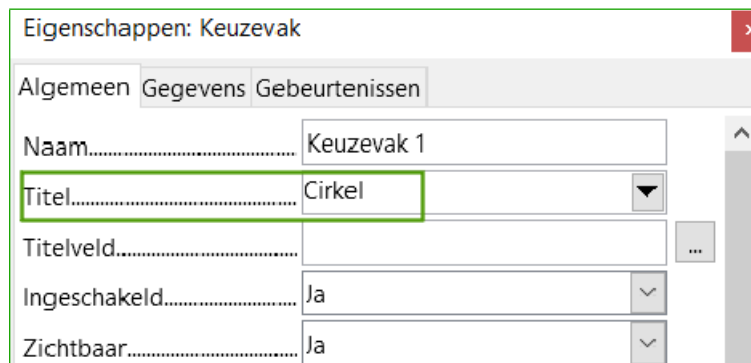 Eigenschappen: Keuzevak
Algemeen Gegevens Gebeurtenissen
Naam........................................ Keuzevak 1
Titel........................................... Cirkel
Titelveld................................... ...
Ingeschakeld......................... Ja
Zichtbaar................................. Ja